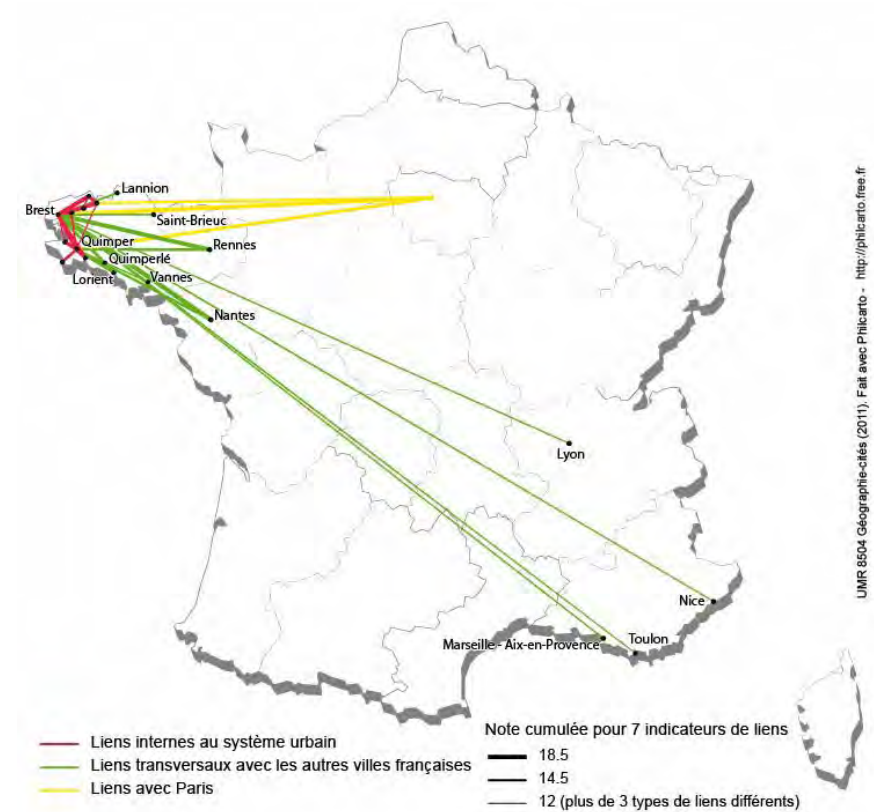 Lannion
Brest
Saint-Brieuc
Quimper
Rennes
Quimperlé
Vannes
Lorient
Nantes
Lyon
Nice
Marseille - Aix-en-Provence
Toulon
UMR 8504 Géographie-cités (2011). Fait avec Philcarto - http://philcarto.free.fr
Liens internes au système urbain
Liens transversaux avec les autres villes françaises
Liens avec Paris
Note cumulée pour 7 indicateurs de liens
18.5
14.5
12 (plus de 3 types de liens différents)